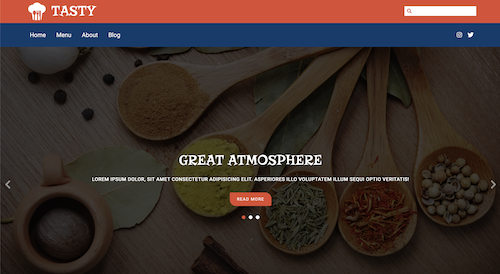 TASTY
Home Menu About Blog
GREAT ATMOSPHERE
LOREM IPSUM DOLOR, SIT AMET CONSECTETUR ADIPISICING ELIT. ASPERIORES ILLO VOLUPTATEM ILLUM SEQUI OPTIO VERITATIS!
READ MORE